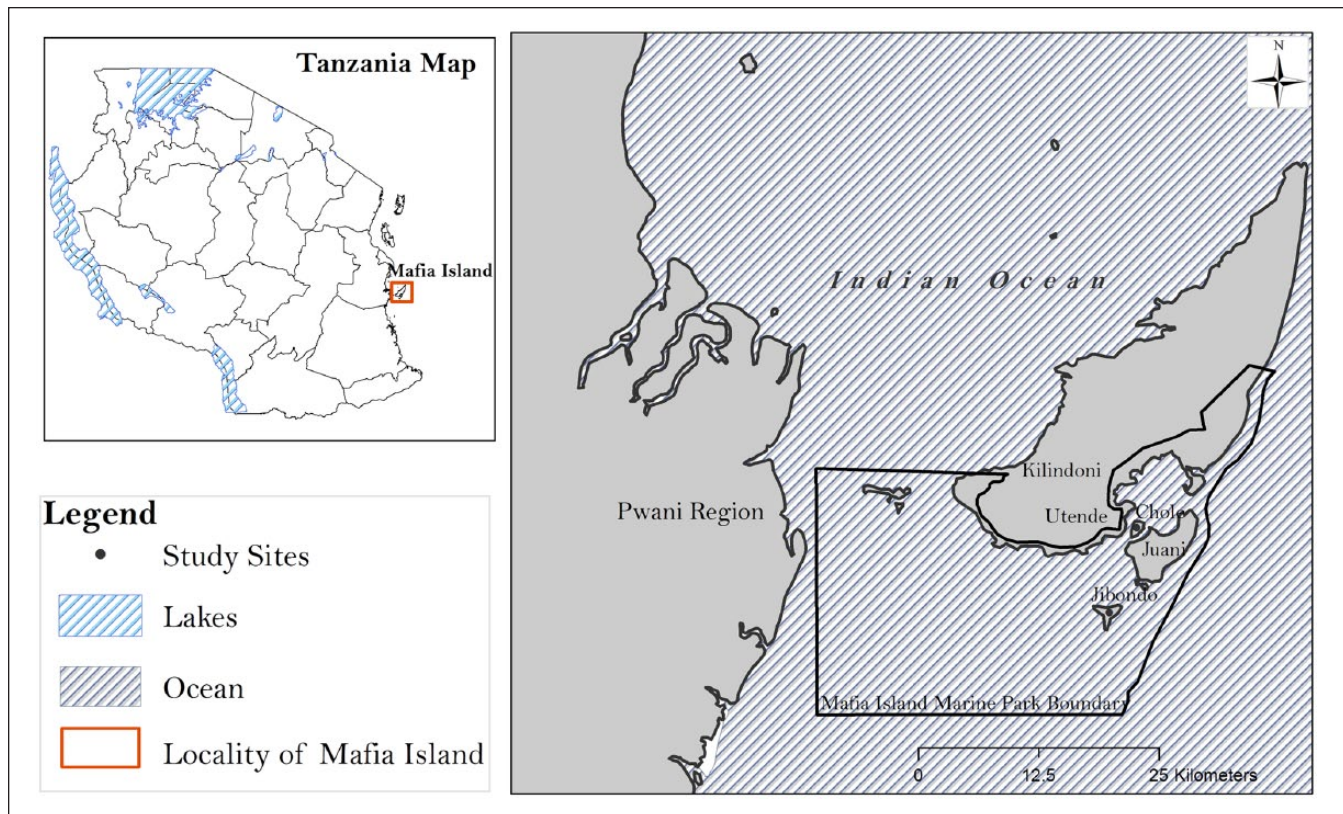 Tanzania Map
Mafia Island
Legend
Study Sites
Lakes
Ocean
Locality of Mafia Island
N
Indian Ocean
Kilindoni
Pwani Region
Utende
Chole
Juani
Jibondo
Mafia Island Marine Park Boundary
0 12.5 25 Kilometers